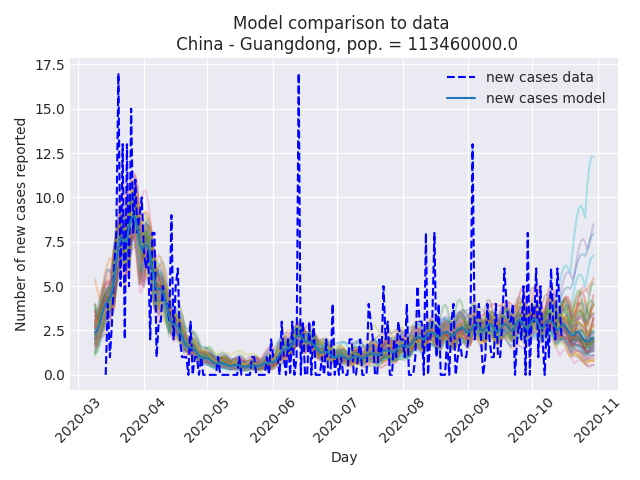 Model comparison to data
China - Guangdong, pop. = 113460000.0
17.5
15.0
12.5
10.0
7.5
5.0
2.5
0.0
Number of new cases reported
new cases data
new cases model
2020-03
2020-04
2020-05
2020-06
2020-07
2020-08
2020-09
2020-10
2020-11
Day